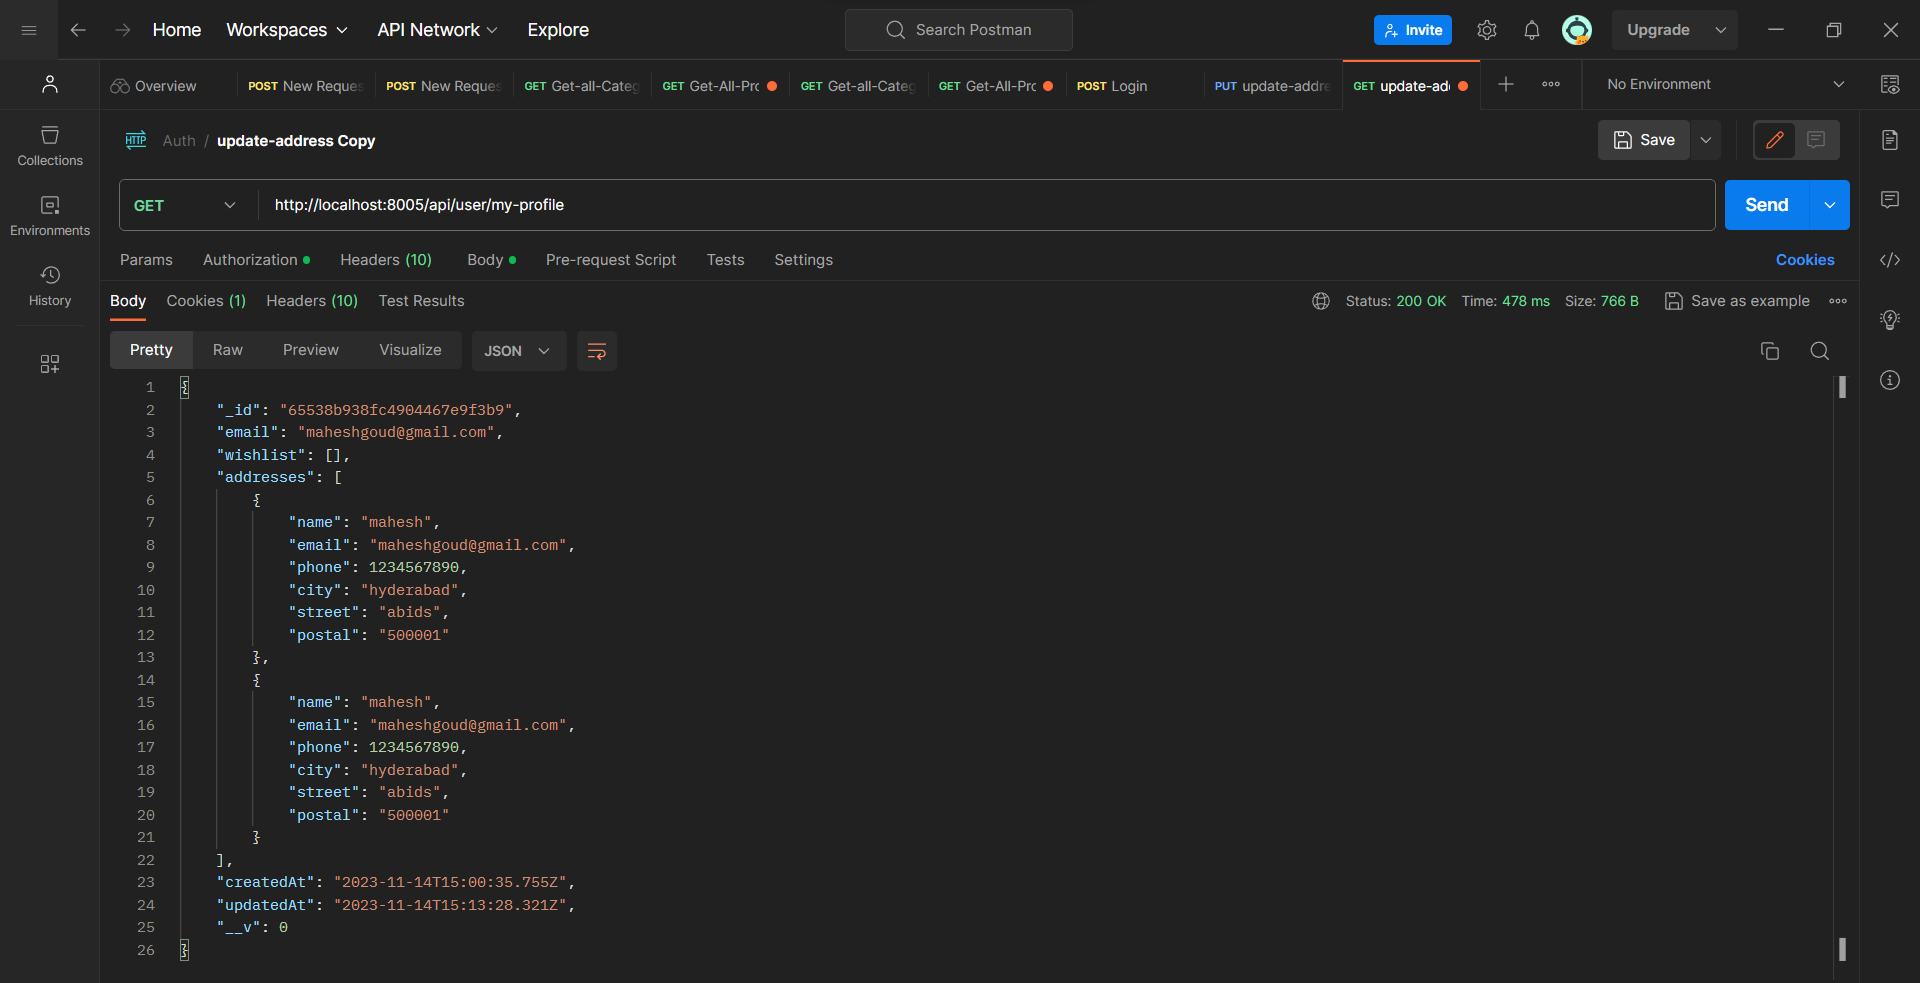 Home Workspaces API Network Explore Search Postman Invite Upgrade
Overview POST New Reques POST New Reques GET Get-all-Categ GET Get-All-Prc GET Get-all-Categ GET Get-All-Prc POST Login PUT update-addre GET update-add No Environment
HTTP Auth / update-address Copy Save
Collections
GET http://localhost:8005/api/user/my-profile Send
Environments
Params Authorization Headers (10) Body Pre-request Script Tests Settings Cookies
History
Body Cookies (1) Headers (10) Test Results Status: 200 OK Time: 478 ms Size: 766 B Save as example
Pretty Raw Preview Visualize JSON
1 {
2 "_id": "65538b938fc4904467e9f3b9",
3 "email": "maheshgoud@gmail.com",
4 "wishlist": [],
5 "addresses": [
6 {
7 "name": "mahesh",
8 "email": "maheshgoud@gmail.com",
9 "phone": 1234567890,
10 "city": "hyderabad",
11 "street": "abids",
12 "postal": "500001"
13 },
14 {
15 "name": "mahesh",
16 "email": "maheshgoud@gmail.com",
17 "phone": 1234567890,
18 "city": "hyderabad",
19 "street": "abids",
20 "postal": "500001"
21 }
22 ],
23 "createdAt": "2023-11-14T15:00:35.755Z",
24 "updatedAt": "2023-11-14T15:13:28.321Z",
25 "__v": 0
26 }